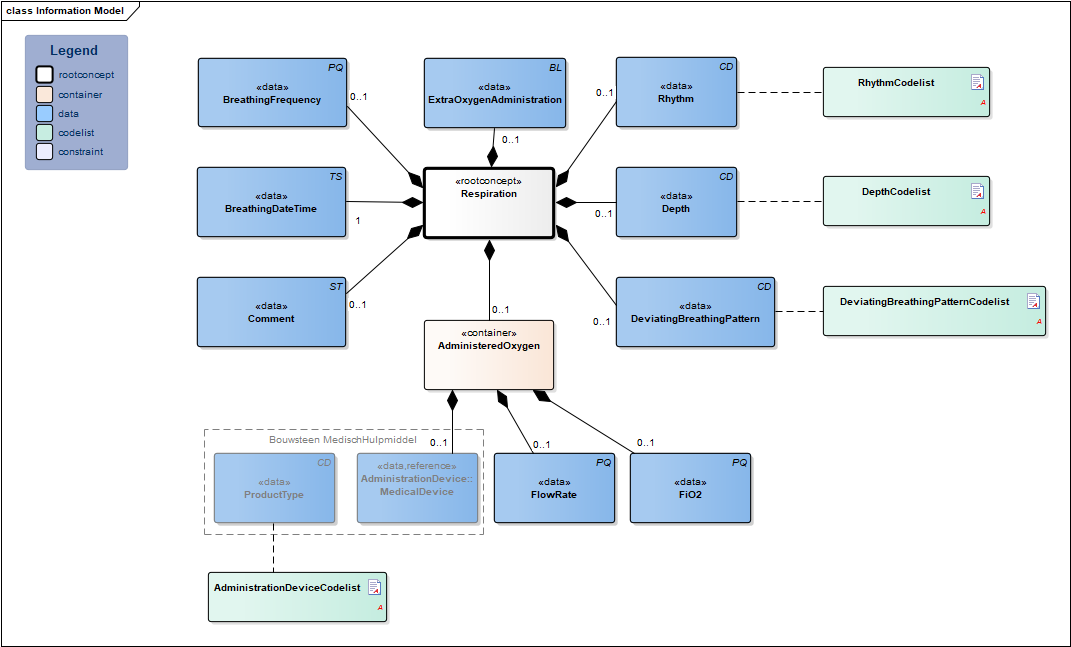 class Information Model
Legend
rootconcept
container
data
codelist
constraint
PQ
«data»
BreathingFrequency
0..1
BL
«data»
ExtraOxygenAdministration
0..1
CD
«data»
Rhythm
0..1
RhythmCodelist
A
TS
«data»
BreathingDateTime
1
«rootconcept»
Respiration
CD
«data»
Depth
0..1
DepthCodelist
A
ST
«data»
Comment
0..1
CD
«data»
DeviatingBreathingPattern
0..1
DeviatingBreathingPatternCodelist
A
0..1
«container»
AdministeredOxygen
Bouwsteen MedischHulpmiddel
0..1
0..1
0..1
CD
«data»
ProductType
«data,reference»
AdministrationDevice::
MedicalDevice
PQ
«data»
FlowRate
PQ
«data»
FiO2
AdministrationDeviceCodelist
A